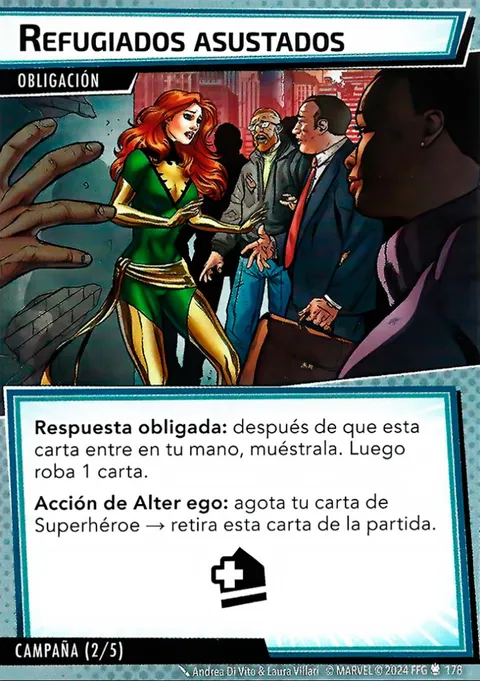 REFUGIADOS ASUSTADOS
OBLIGACIÓN
Respuesta obligada: después de que esta
carta entre en tu mano, muéstrala. Luego
roba 1 carta.
Acción de Alter ego: agota tu carta de
Superhéroe → retira esta carta de la partida.
CAMPAÑA (2/5)
Andrea Di Vito & Laura Villari © MARVEL © 2024 FFG 178